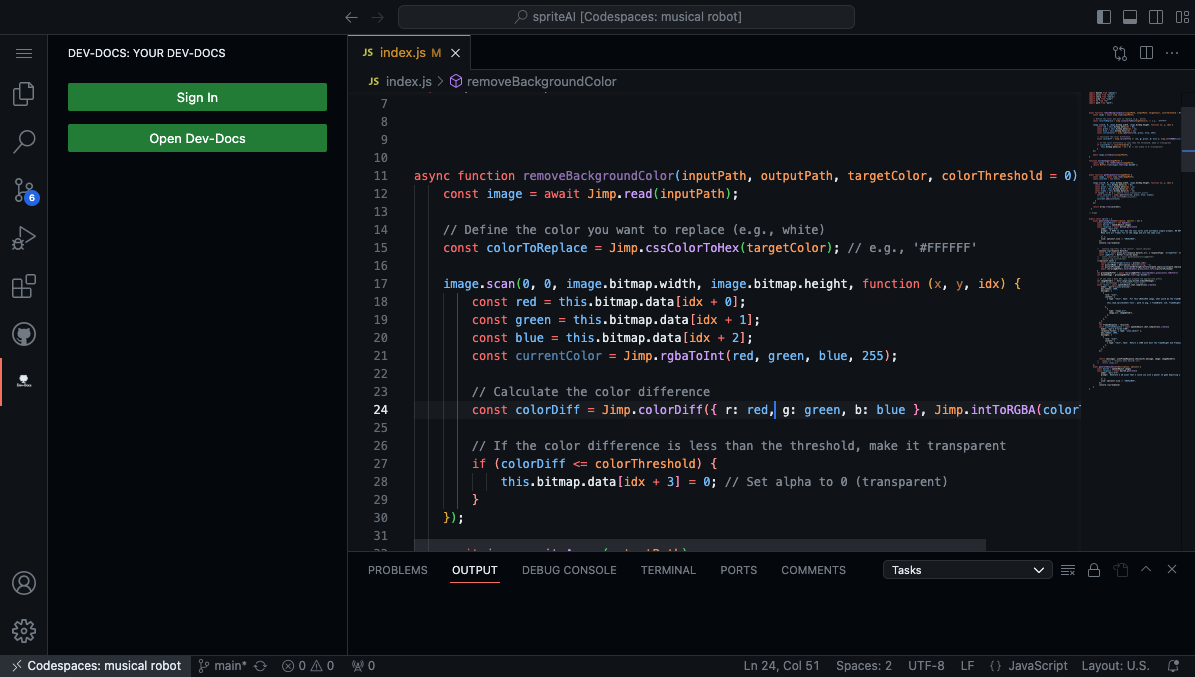 spriteAI [Codespaces: musical robot]
DEV-DOCS: YOUR DEV-DOCS
Sign In
Open Dev-Docs
6
Dev-Docs
JS index.js M
JS index.js > removeBackgroundColor
7
8
9
10
11 async function removeBackgroundColor(inputPath, outputPath, targetColor, colorThreshold = 0)
12 const image = await Jimp.read(inputPath);
13
14 // Define the color you want to replace (e.g., white)
15 const colorToReplace = Jimp.cssColorToHex(targetColor); // e.g., '#FFFFFF'
16
17 image.scan(0, 0, image.bitmap.width, image.bitmap.height, function (x, y, idx) {
18 const red = this.bitmap.data[idx + 0];
19 const green = this.bitmap.data[idx + 1];
20 const blue = this.bitmap.data[idx + 2];
21 const currentColor = Jimp.rgbaToInt(red, green, blue, 255);
22
23 // Calculate the color difference
24 const colorDiff = Jimp.colorDiff({ r: red, g: green, b: blue }, Jimp.intToRGBA(color
25
26 // If the color difference is less than the threshold, make it transparent
27 if (colorDiff <= colorThreshold) {
28 this.bitmap.data[idx + 3] = 0; // Set alpha to 0 (transparent)
29 }
30 });
31
PROBLEMS OUTPUT DEBUG CONSOLE TERMINAL PORTS COMMENTS Tasks
Codespaces: musical robot main* 0 0 0 Ln 24, Col 51 Spaces: 2 UTF-8 LF {} JavaScript Layout: U.S.